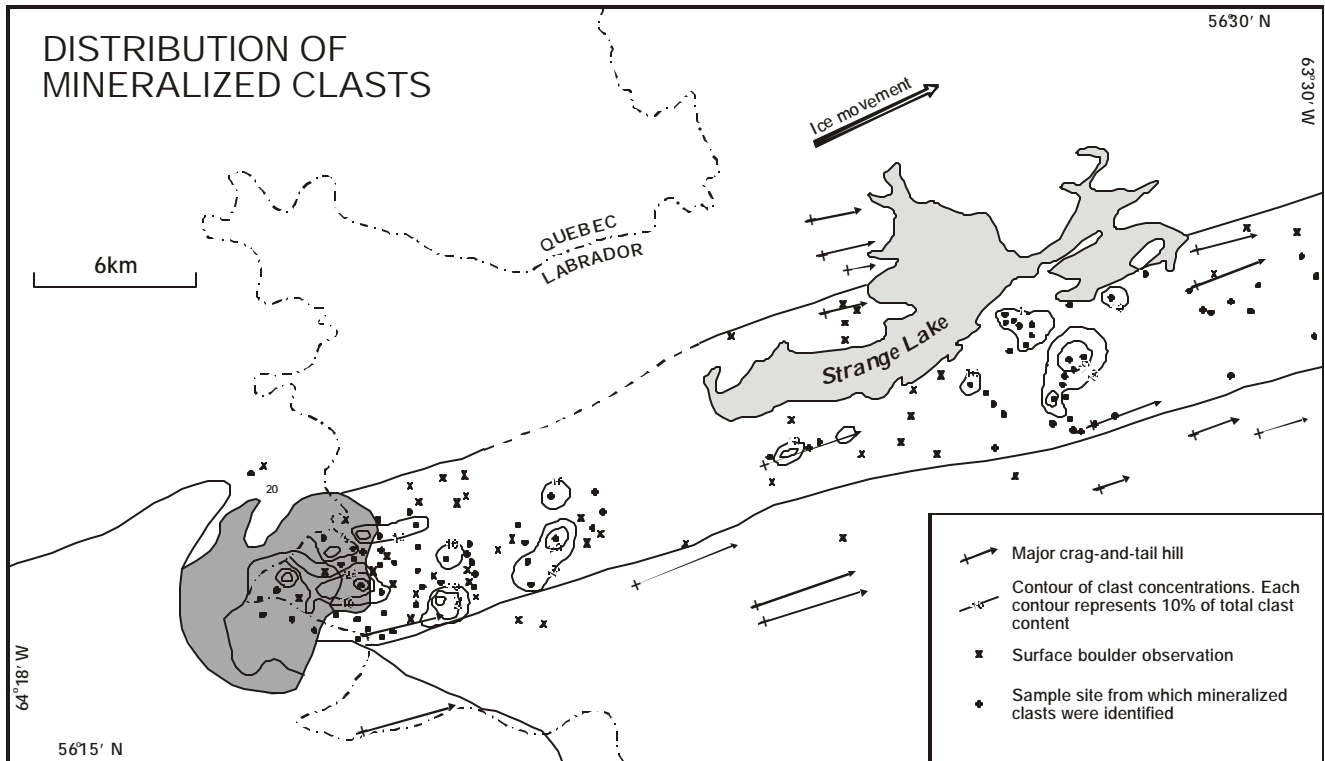 DISTRIBUTION OF
MINERALIZED CLASTS
56°30' N
63°30' W
Ice movement
QUEBEC
LABRADOR
6km
Strange Lake
20
64°18' W
56°15' N
Major crag-and-tail hill
Contour of clast concentrations. Each
contour represents 10% of total clast
content
Surface boulder observation
Sample site from which mineralized
clasts were identified